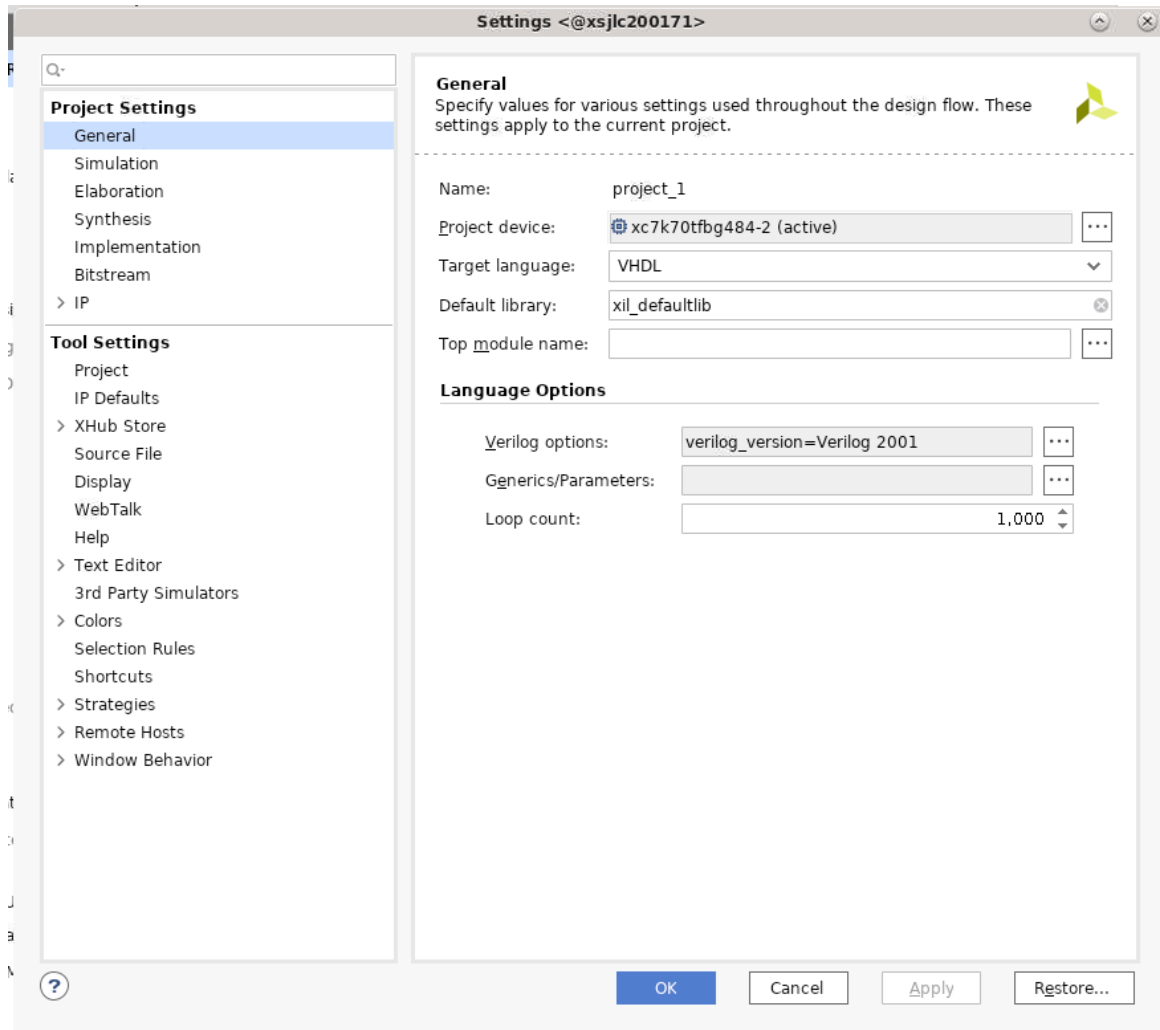 Settings <@xsjlc200171>
Project Settings
General
Simulation
Elaboration
Synthesis
Implementation
Bitstream
> IP
Tool Settings
Project
IP Defaults
> XHub Store
Source File
Display
WebTalk
Help
> Text Editor
3rd Party Simulators
> Colors
Selection Rules
Shortcuts
> Strategies
> Remote Hosts
> Window Behavior
General
Specify values for various settings used throughout the design flow. These
settings apply to the current project.
Name: project_1
Project device: xc7k70tfbg484-2 (active) ...
Target language: VHDL
Default library: xil_defaultlib
Top module name: ...
Language Options
Verilog options: verilog_version=Verilog 2001 ...
Generics/Parameters: ...
Loop count: 1,000
? OK Cancel Apply Restore...